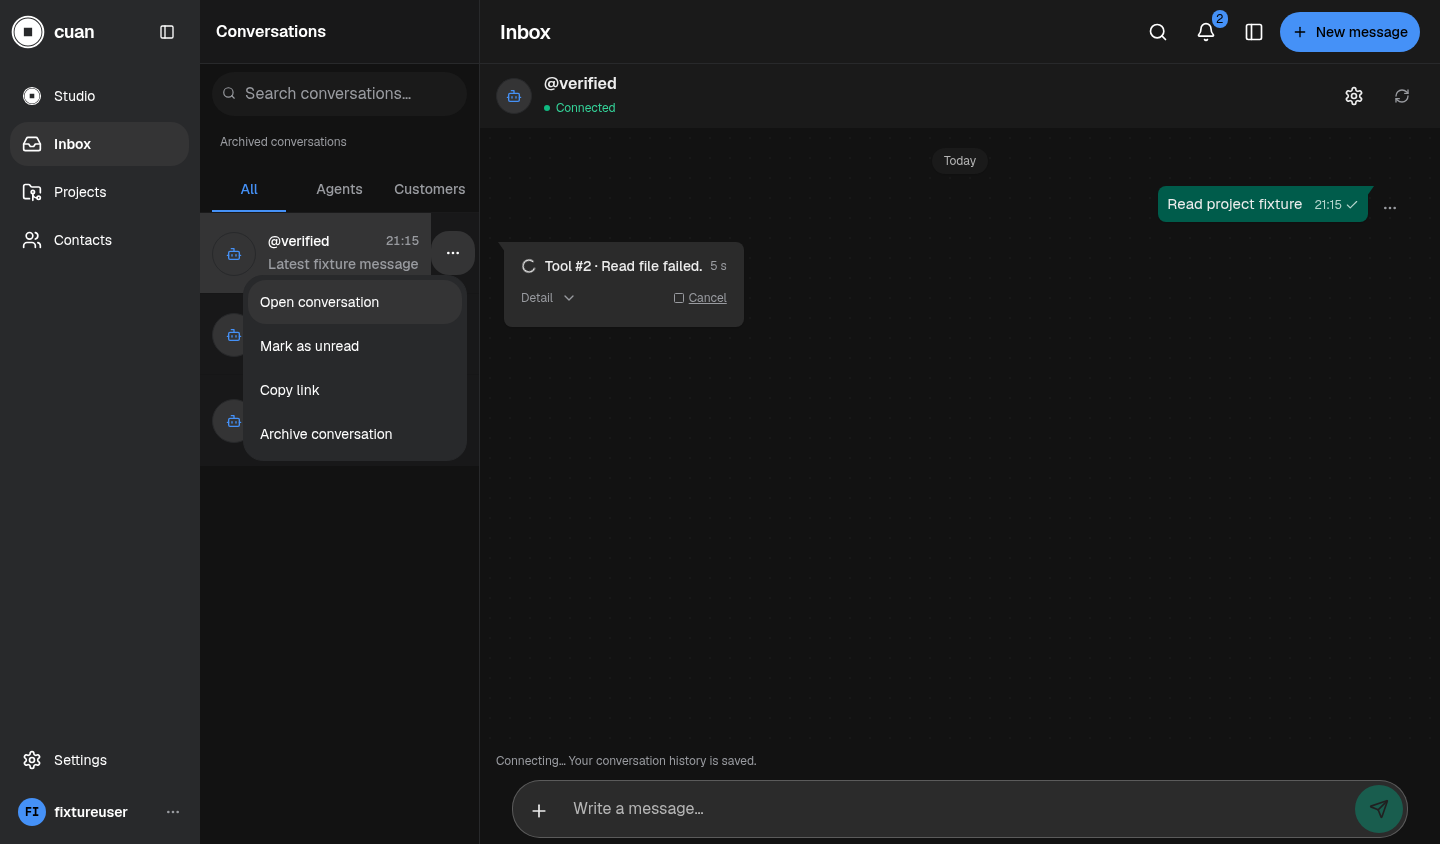 cuan
Studio
Inbox
Projects
Contacts
Settings
FI fixtureuser
Conversations
Search conversations...
Archived conversations
All Agents Customers
@verified 21:15
Latest fixture message
Open conversation
Mark as unread
Copy link
Archive conversation
Inbox
2
New message
@verified
Connected
Today
Read project fixture 21:15
Tool #2 · Read file failed. 5 s
Detail Cancel
Connecting… Your conversation history is saved.
Write a message...